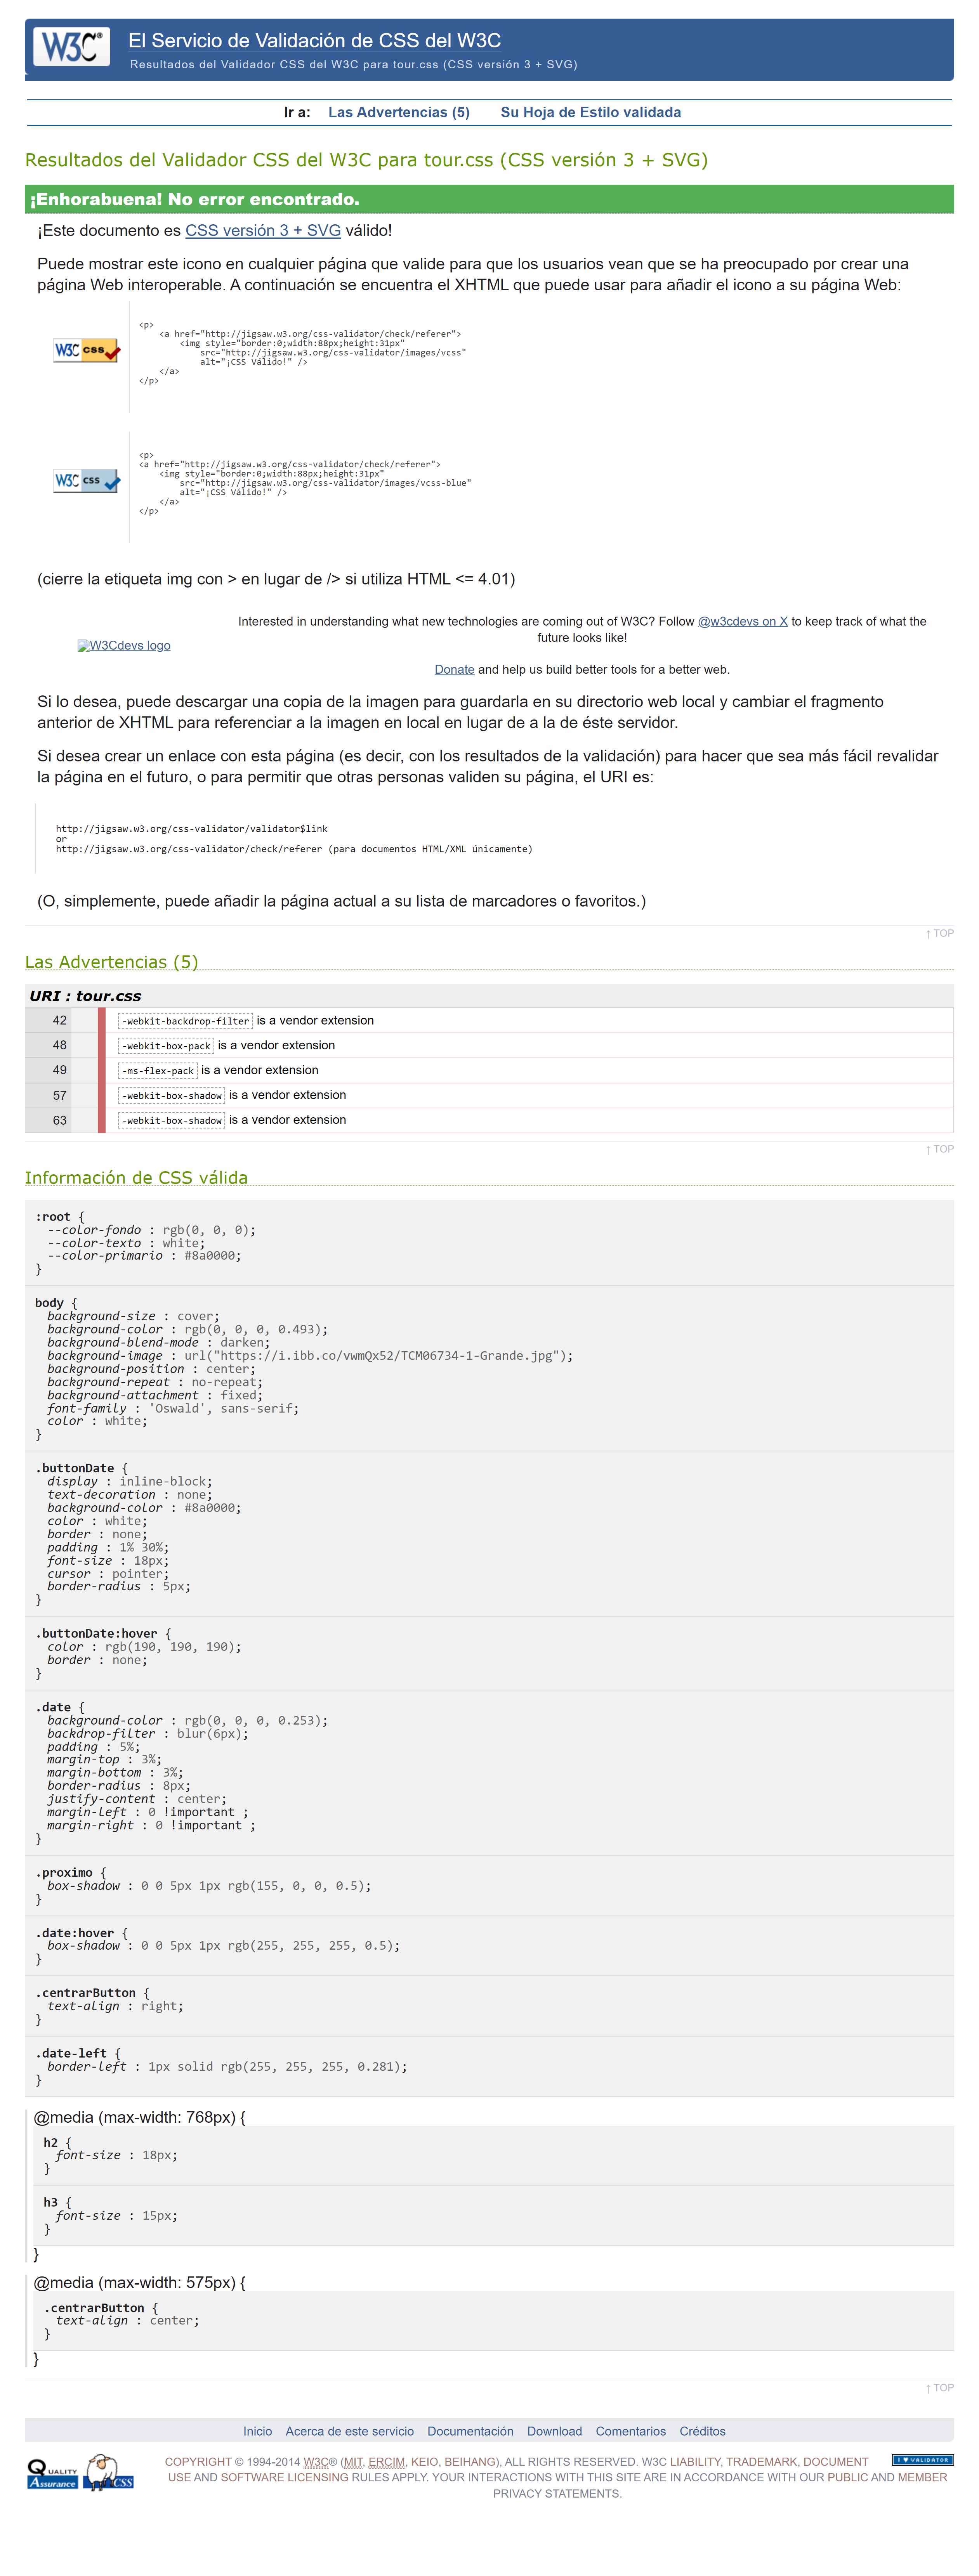 W3C®
El Servicio de Validación de CSS del W3C
Resultados del Validador CSS del W3C para tour.css (CSS versión 3 + SVG)
Ir a: Las Advertencias (5) Su Hoja de Estilo validada
Resultados del Validador CSS del W3C para tour.css (CSS versión 3 + SVG)
¡Enhorabuena! No error encontrado.
¡Este documento es CSS versión 3 + SVG válido!
Puede mostrar este icono en cualquier página que valide para que los usuarios vean que se ha preocupado por crear una
página Web interoperable. A continuación se encuentra el XHTML que puede usar para añadir el icono a su página Web:
W3C css
<p>
<a href="http://jigsaw.w3.org/css-validator/check/referer">
<img style="border:0;width:88px;height:31px"
src="http://jigsaw.w3.org/css-validator/images/vcss"
alt="¡CSS Válido!" />
</a>
</p>
W3C css
<p>
<a href="http://jigsaw.w3.org/css-validator/check/referer">
<img style="border:0;width:88px;height:31px"
src="http://jigsaw.w3.org/css-validator/images/vcss-blue"
alt="¡CSS Válido!" />
</a>
</p>
(cierre la etiqueta img con > en lugar de /> si utiliza HTML <= 4.01)
W3Cdevs logo
Interested in understanding what new technologies are coming out of W3C? Follow @w3cdevs on X to keep track of what the
future looks like!
Donate and help us build better tools for a better web.
Si lo desea, puede descargar una copia de la imagen para guardarla en su directorio web local y cambiar el fragmento
anterior de XHTML para referenciar a la imagen en local en lugar de a la de éste servidor.
Si desea crear un enlace con esta página (es decir, con los resultados de la validación) para hacer que sea más fácil revalidar
la página en el futuro, o para permitir que otras personas validen su página, el URI es:
http://jigsaw.w3.org/css-validator/validator$link
or
http://jigsaw.w3.org/css-validator/check/referer (para documentos HTML/XML únicamente)
(O, simplemente, puede añadir la página actual a su lista de marcadores o favoritos.)
↑ TOP
Las Advertencias (5)
URI : tour.css
42 -webkit-backdrop-filter is a vendor extension
48 -webkit-box-pack is a vendor extension
49 -ms-flex-pack is a vendor extension
57 -webkit-box-shadow is a vendor extension
63 -webkit-box-shadow is a vendor extension
↑ TOP
Información de CSS válida
:root {
--color-fondo : rgb(0, 0, 0);
--color-texto : white;
--color-primario : #8a0000;
}
body {
background-size : cover;
background-color : rgb(0, 0, 0, 0.493);
background-blend-mode : darken;
background-image : url("https://i.ibb.co/vwmQx52/TCM06734-1-Grande.jpg");
background-position : center;
background-repeat : no-repeat;
background-attachment : fixed;
font-family : 'Oswald', sans-serif;
color : white;
}
.buttonDate {
display : inline-block;
text-decoration : none;
background-color : #8a0000;
color : white;
border : none;
padding : 1% 30%;
font-size : 18px;
cursor : pointer;
border-radius : 5px;
}
.buttonDate:hover {
color : rgb(190, 190, 190);
border : none;
}
.date {
background-color : rgb(0, 0, 0, 0.253);
backdrop-filter : blur(6px);
padding : 5%;
margin-top : 3%;
margin-bottom : 3%;
border-radius : 8px;
justify-content : center;
margin-left : 0 !important ;
margin-right : 0 !important ;
}
.proximo {
box-shadow : 0 0 5px 1px rgb(155, 0, 0, 0.5);
}
.date:hover {
box-shadow : 0 0 5px 1px rgb(255, 255, 255, 0.5);
}
.centrarButton {
text-align : right;
}
.date-left {
border-left : 1px solid rgb(255, 255, 255, 0.281);
}
@media (max-width: 768px) {
h2 {
font-size : 18px;
}
h3 {
font-size : 15px;
}
}
@media (max-width: 575px) {
.centrarButton {
text-align : center;
}
}
↑ TOP
Inicio Acerca de este servicio Documentación Download Comentarios Créditos
QUALITY
Assurance
CSS
COPYRIGHT © 1994-2014 W3C® (MIT, ERCIM, KEIO, BEIHANG), ALL RIGHTS RESERVED. W3C LIABILITY, TRADEMARK, DOCUMENT
USE AND SOFTWARE LICENSING RULES APPLY. YOUR INTERACTIONS WITH THIS SITE ARE IN ACCORDANCE WITH OUR PUBLIC AND MEMBER
PRIVACY STATEMENTS.
I ♥ VALIDATOR